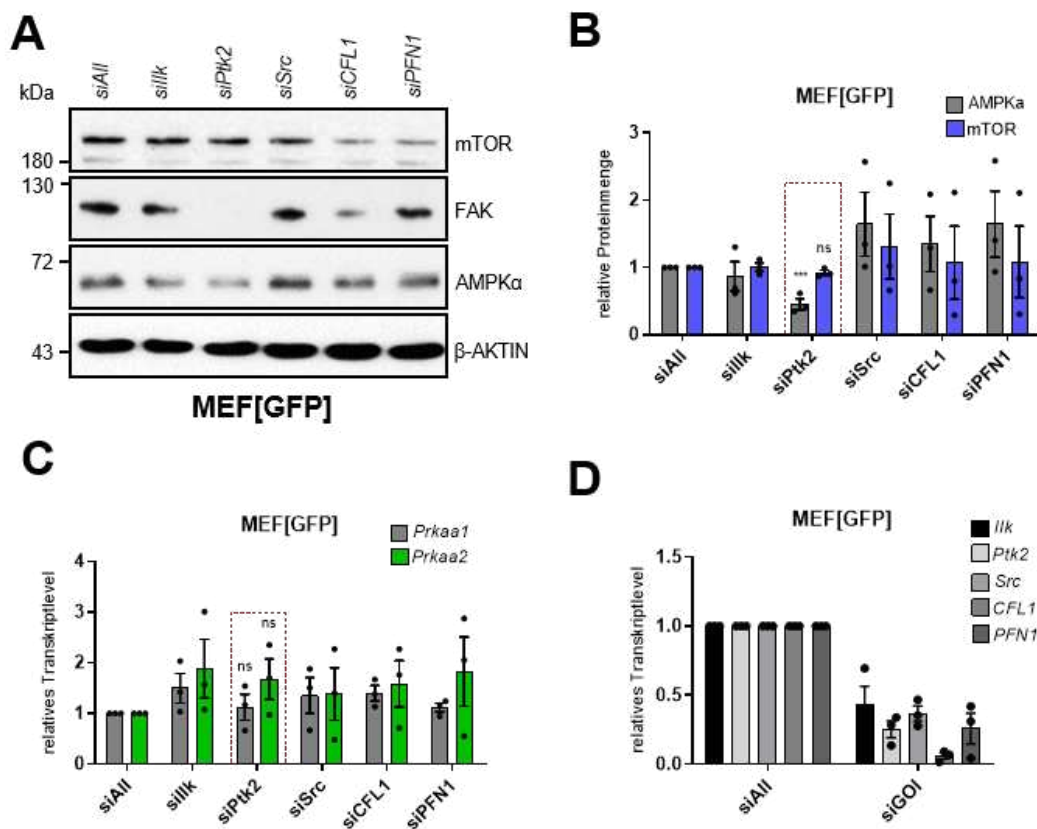 A
siAll siIlk siPtk2 siSrc siCFL1 siPFN1
kDa
mTOR
180
130
FAK
72
AMPKα
43
β-AKTIN
MEF[GFP]
B
MEF[GFP]
AMPKa
mTOR
relative Proteinmenge
3
2
1
0
ns
***
siAll siIlk siPtk2 siSrc siCFL1 siPFN1
C
MEF[GFP]
Prkaa1
Prkaa2
relatives Transkriptlevel
4
3
2
1
0
ns
ns
siAll siIlk siPtk2 siSrc siCFL1 siPFN1
D
MEF[GFP]
Ilk
Ptk2
Src
CFL1
PFN1
relatives Transkriptlevel
1.5
1.0
0.5
0.0
siAll siGOI